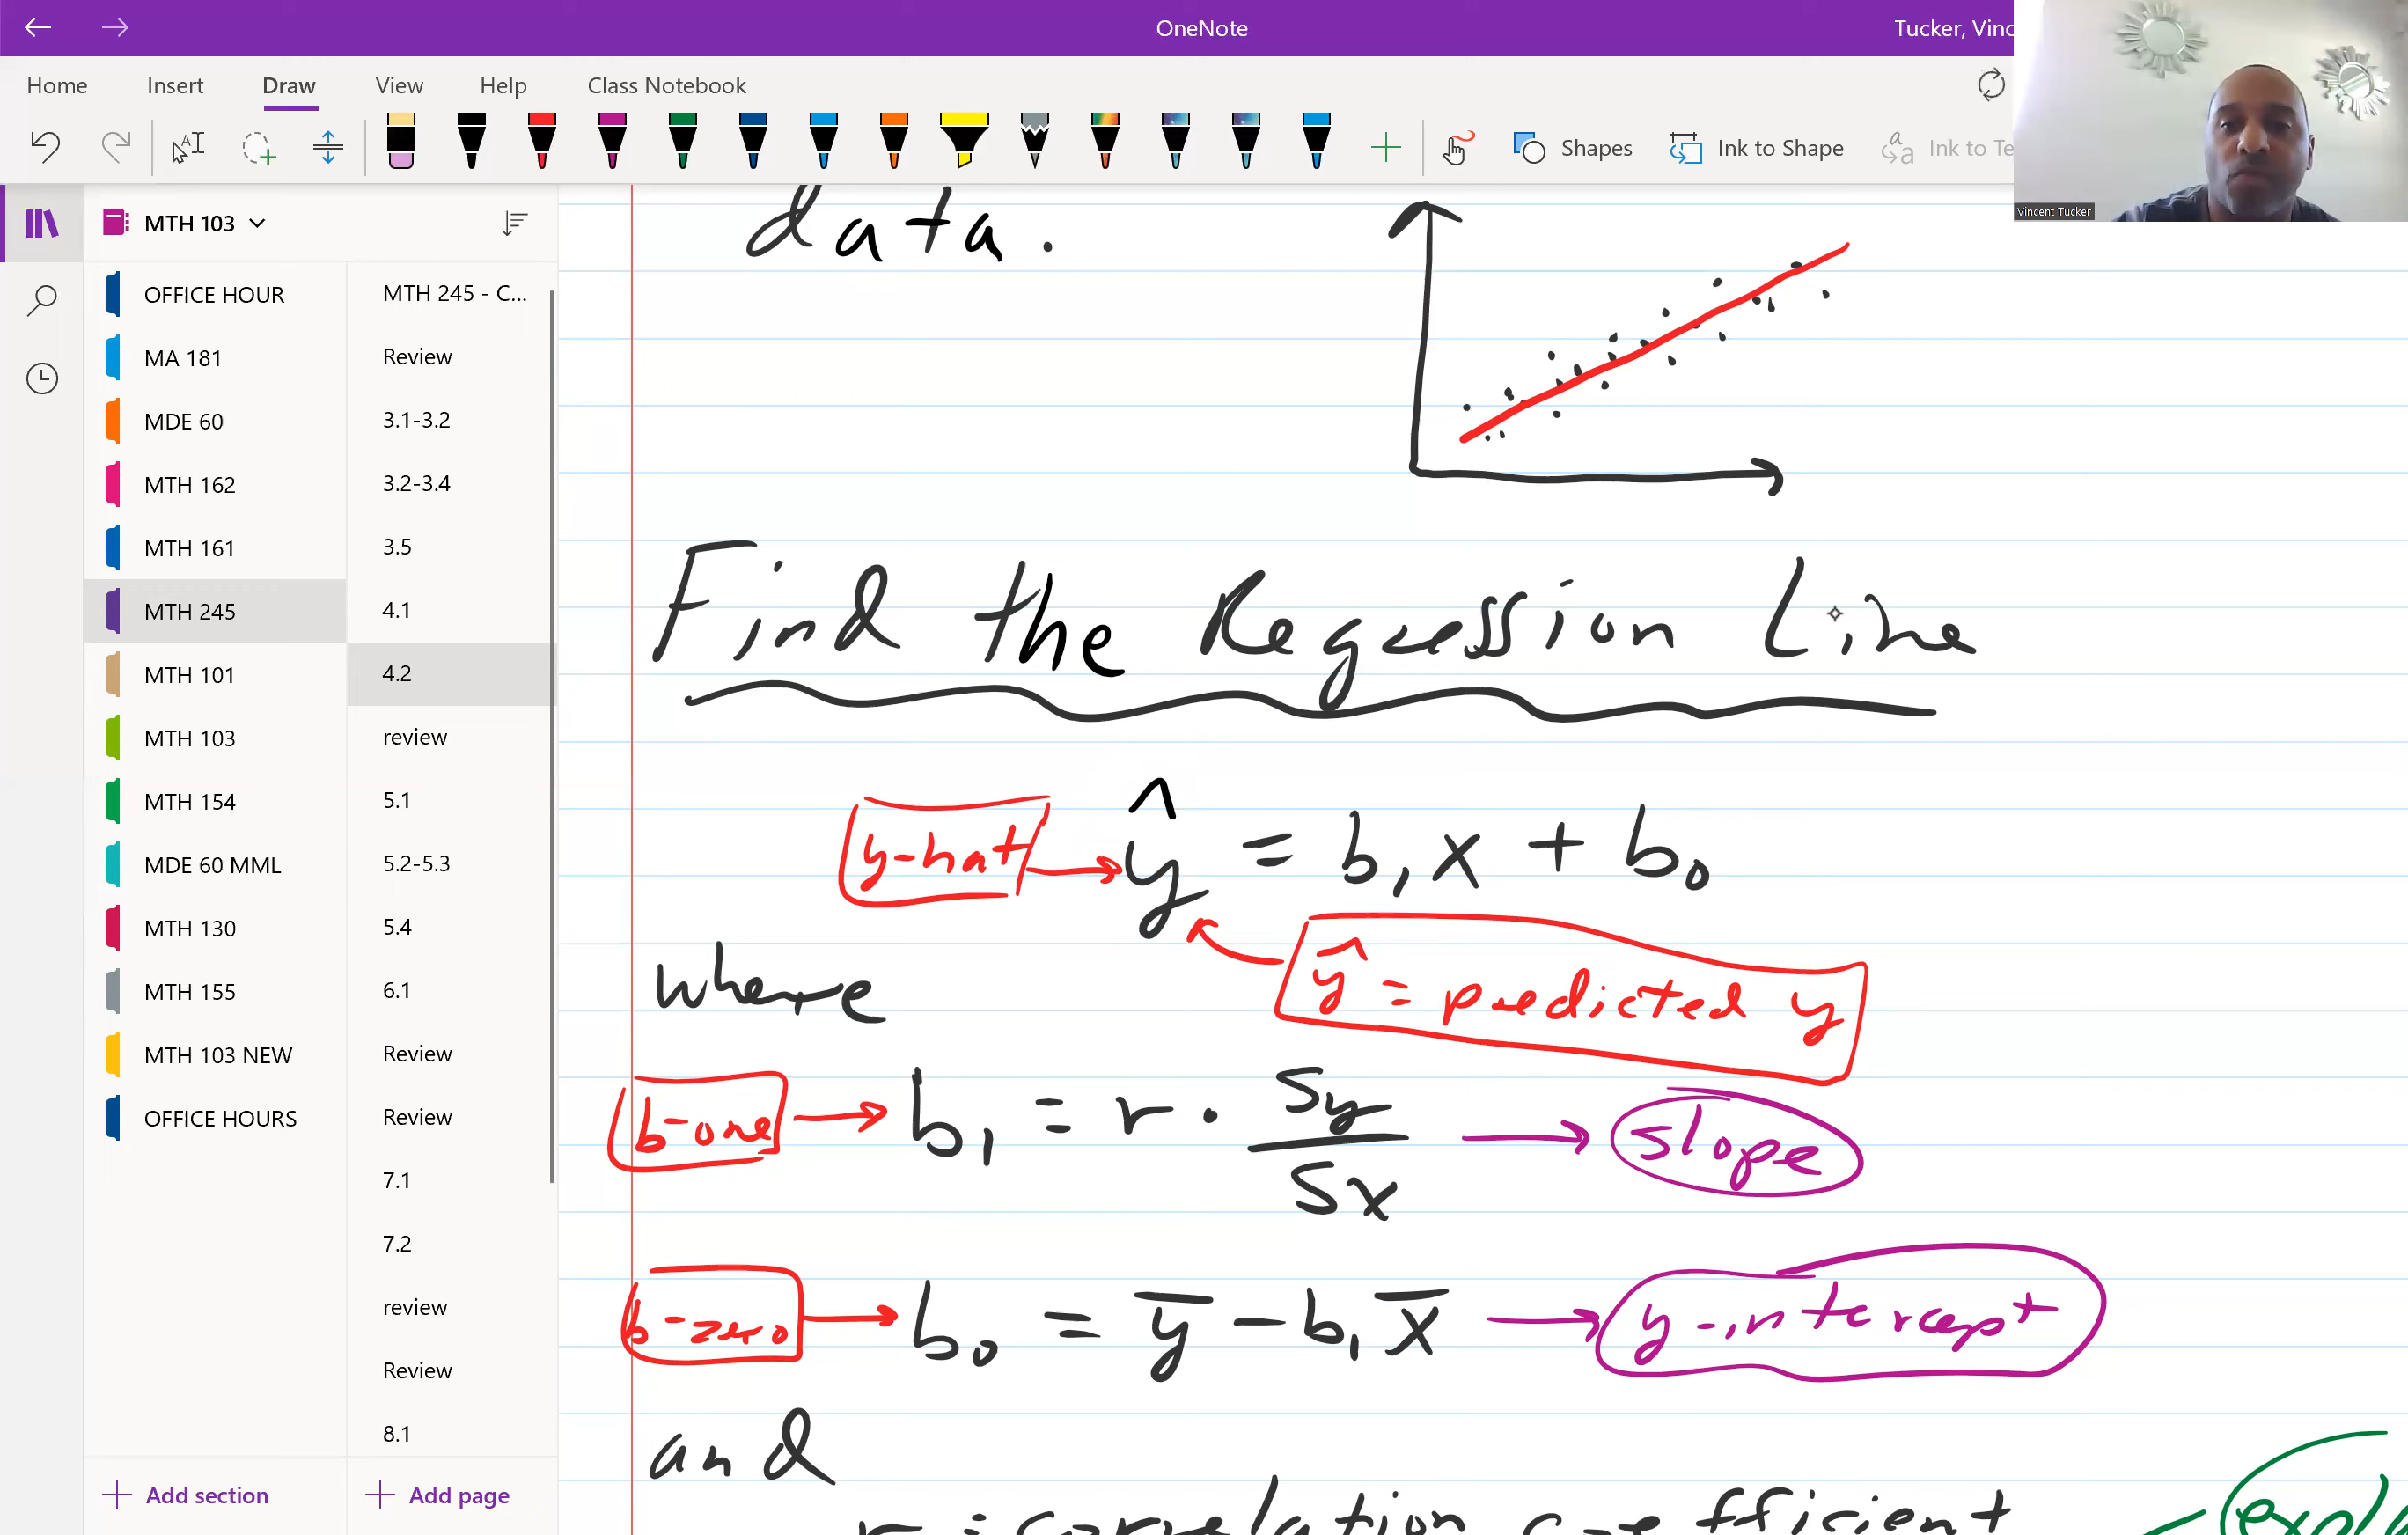 OneNote
Tucker, Vinc
Home Insert Draw View Help Class Notebook
Shapes Ink to Shape Ink to Te
Vincent Tucker
MTH 103
OFFICE HOUR
MA 181
MDE 60
MTH 162
MTH 161
MTH 245
MTH 101
MTH 103
MTH 154
MDE 60 MML
MTH 130
MTH 155
MTH 103 NEW
OFFICE HOURS
Add section
MTH 245 - C...
Review
3.1-3.2
3.2-3.4
3.5
4.1
4.2
review
5.1
5.2-5.3
5.4
6.1
Review
Review
7.1
7.2
review
Review
8.1
Add page
data.
Find the Regression Line
y-hat → ŷ = b₁x + b₀
ŷ = predicted y
where
b-one → b₁ = r · Sy/Sx → slope
b-zero → b₀ = y̅ - b₁x̅ → y-intercept
and
r = correlation coefficient